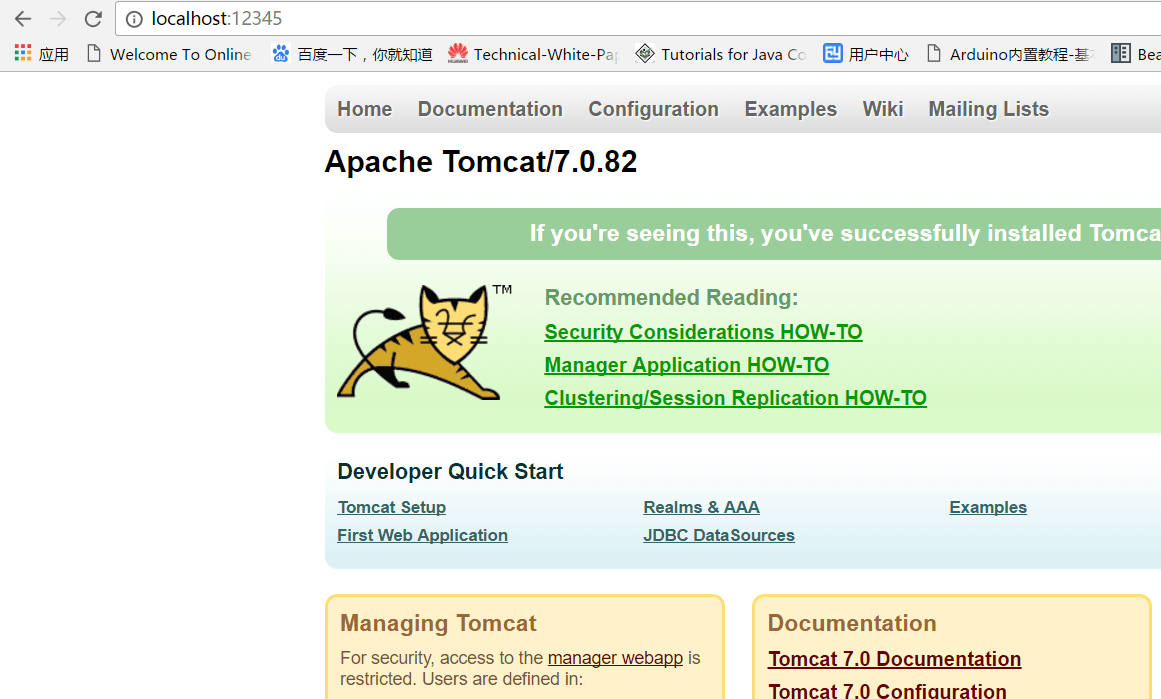 localhost:12345
应用 Welcome To Online 百度一下，你就知道 Technical-White-Pa Tutorials for Java Co 用户中心 Arduino内置教程-基 Bea
Home Documentation Configuration Examples Wiki Mailing Lists
Apache Tomcat/7.0.82
If you're seeing this, you've successfully installed Tomca
TM
Recommended Reading:
Security Considerations HOW-TO
Manager Application HOW-TO
Clustering/Session Replication HOW-TO
Developer Quick Start
Tomcat Setup Realms & AAA Examples
First Web Application JDBC DataSources
Managing Tomcat
For security, access to the manager webapp is
restricted. Users are defined in:
Documentation
Tomcat 7.0 Documentation
Tomcat 7.0 Configuration